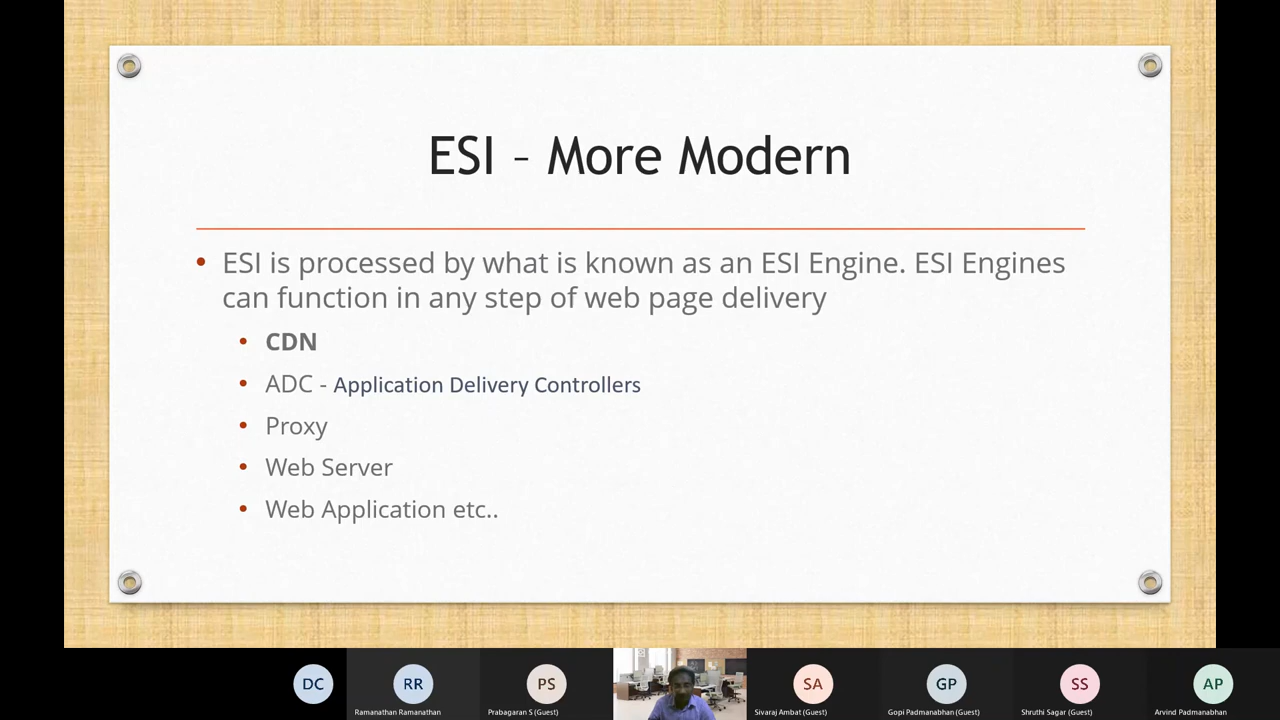 ESI – More Modern
• ESI is processed by what is known as an ESI Engine. ESI Engines
can function in any step of web page delivery
• CDN
• ADC - Application Delivery Controllers
• Proxy
• Web Server
• Web Application etc..
DC
RR
PS
SA
GP
SS
AP
Ramanathan Ramanathan
Prabagaran S (Guest)
Sivaraj Ambat (Guest)
Gopi Padmanabhan (Guest)
Shruthi Sagar (Guest)
Arvind Padmanabhan